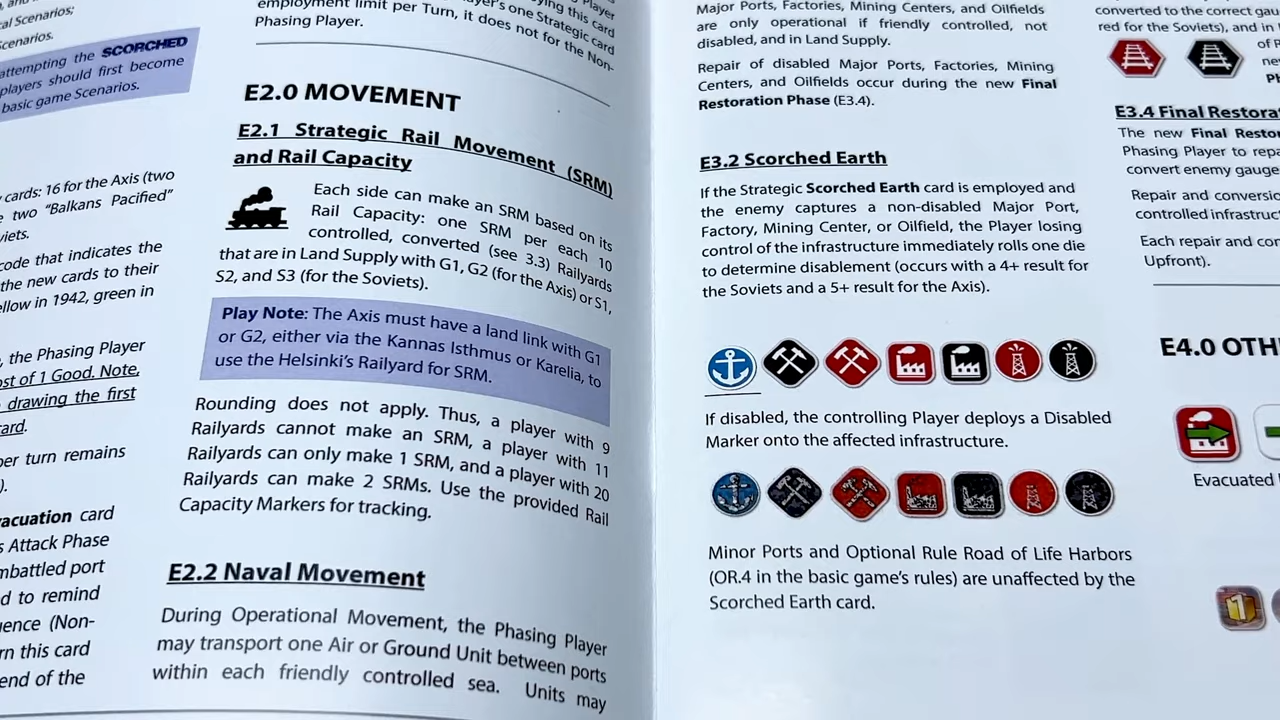 al Scenarios;
cenarios.
attempting the SCORCHED
players should first become
basic game Scenarios.
cards: 16 for the Axis (two
e two "Balkans Pacified"
viets.
code that indicates the
the new cards to their
ellow in 1942, green in
, the Phasing Player
ost of 1 Good. Note,
drawing the first
ard.
per turn remains
).
vacuation card
s Attack Phase
mbattled port
d to remind
uence (Non-
rn this card
end of the
employment limit per Turn, it does not for the Non-
Phasing Player.
E2.0 MOVEMENT
E2.1 Strategic Rail Movement (SRM)
and Rail Capacity
Each side can make an SRM based on its
Rail Capacity: one SRM per each 10
controlled, converted (see 3.3) Railyards
that are in Land Supply with G1, G2 (for the Axis) or S1,
S2, and S3 (for the Soviets).
Play Note: The Axis must have a land link with G1
or G2, either via the Kannas Isthmus or Karelia, to
use the Helsinki's Railyard for SRM.
Rounding does not apply. Thus, a player with 9
Railyards cannot make an SRM, a player with 11
Railyards can only make 1 SRM, and a player with 20
Railyards can make 2 SRMs. Use the provided Rail
Capacity Markers for tracking.
E2.2 Naval Movement
During Operational Movement, the Phasing Player
may transport one Air or Ground Unit between ports
within each friendly controlled sea. Units may
Major Ports, Factories, Mining Centers, and Oilfields
are only operational if friendly controlled, not
disabled, and in Land Supply.
Repair of disabled Major Ports, Factories, Mining
Centers, and Oilfields occur during the new Final
Restoration Phase (E3.4).
E3.2 Scorched Earth
If the Strategic Scorched Earth card is employed and
the enemy captures a non-disabled Major Port,
Factory, Mining Center, or Oilfield, the Player losing
control of the infrastructure immediately rolls one die
to determine disablement (occurs with a 4+ result for
the Soviets and a 5+ result for the Axis).
If disabled, the controlling Player deploys a Disabled
Marker onto the affected infrastructure.
Minor Ports and Optional Rule Road of Life Harbors
(OR.4 in the basic game's rules) are unaffected by the
Scorched Earth card.
converted to the correct gau
red for the Soviets), and in
of R
new
Ph
E3.4 Final Restora
The new Final Resto
Phasing Player to repa
convert enemy gauge
Repair and conversio
controlled infrastruct
Each repair and con
Upfront).
E4.0 OTH
Evacuated
1